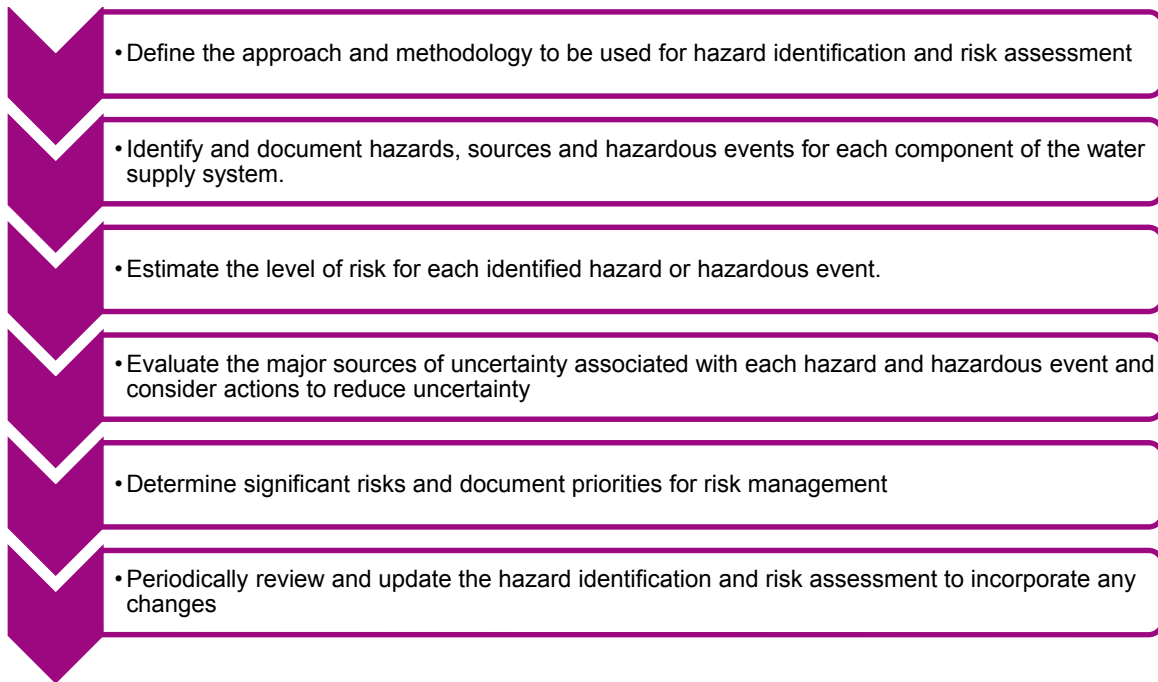 •Define the approach and methodology to be used for hazard identification and risk assessment
•Identify and document hazards, sources and hazardous events for each component of the water
supply system.
•Estimate the level of risk for each identified hazard or hazardous event.
•Evaluate the major sources of uncertainty associated with each hazard and hazardous event and
consider actions to reduce uncertainty
•Determine significant risks and document priorities for risk management
•Periodically review and update the hazard identification and risk assessment to incorporate any
changes